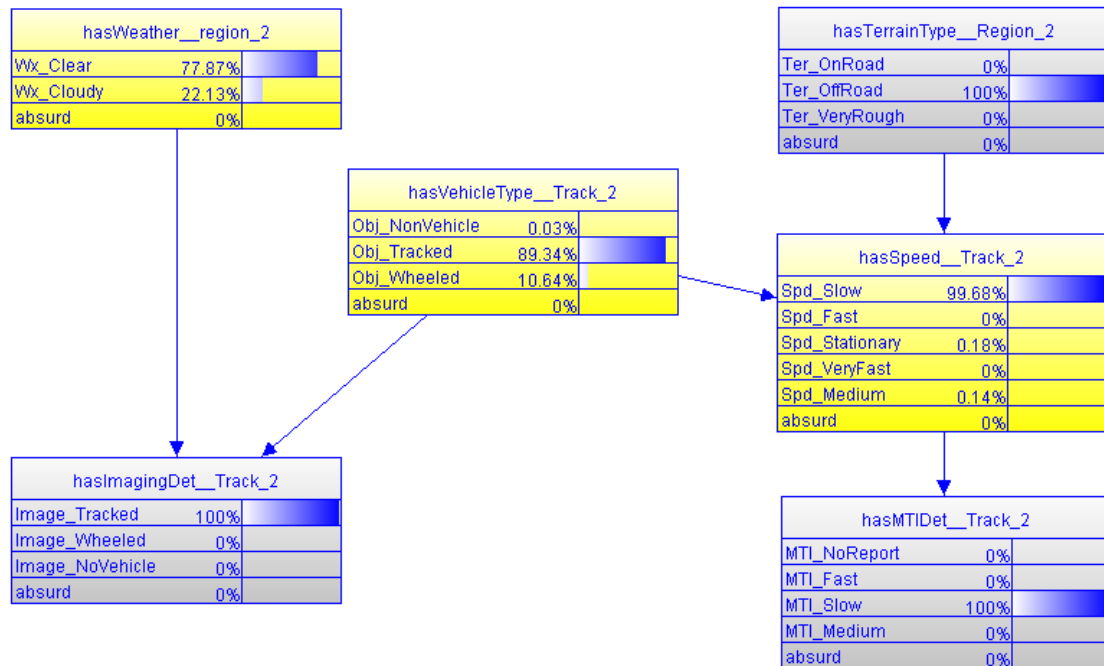 hasWeather__region_2
Wx_Clear 77.87%
Wx_Cloudy 22.13%
absurd 0%
hasTerrainType__Region_2
Ter_OnRoad 0%
Ter_OffRoad 100%
Ter_VeryRough 0%
absurd 0%
hasVehicleType__Track_2
Obj_NonVehicle 0.03%
Obj_Tracked 89.34%
Obj_Wheeled 10.64%
absurd 0%
hasSpeed__Track_2
Spd_Slow 99.68%
Spd_Fast 0%
Spd_Stationary 0.18%
Spd_VeryFast 0%
Spd_Medium 0.14%
absurd 0%
hasImagingDet__Track_2
Image_Tracked 100%
Image_Wheeled 0%
Image_NoVehicle 0%
absurd 0%
hasMTIDet__Track_2
MTI_NoReport 0%
MTI_Fast 0%
MTI_Slow 100%
MTI_Medium 0%
absurd 0%